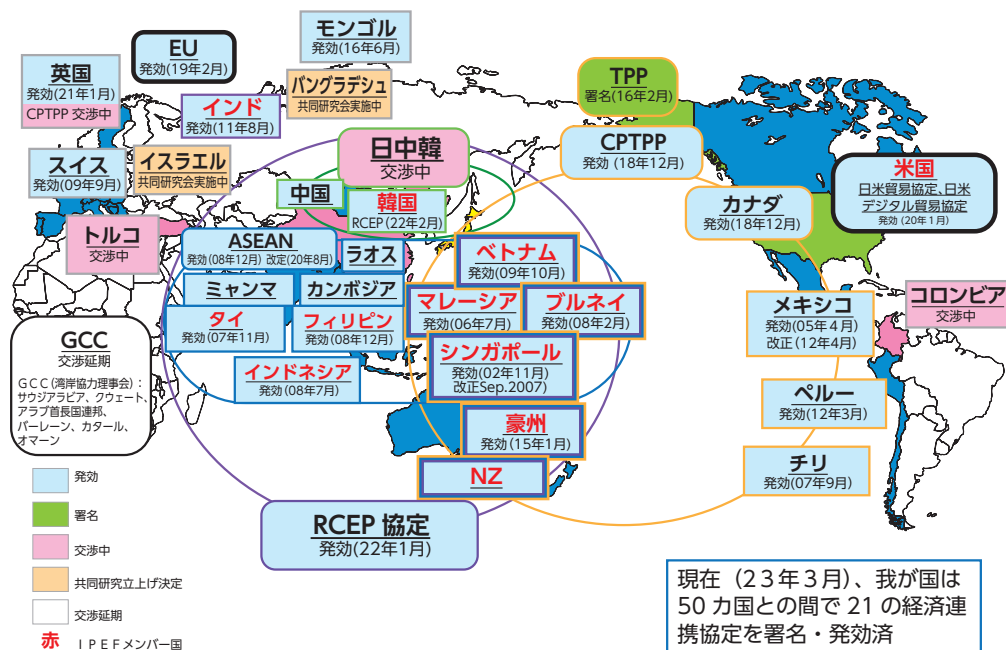 モンゴル
発効(16年6月)
EU
発効(19年2月)
英国
発効(21年1月)
CPTPP 交渉中
インド
発効(11年8月)
バングラデシュ
共同研究会実施中
TPP
署名(16年2月)
CPTPP
発効 (18年12月)
日中韓
交渉中
スイス
発効(09年9月)
イスラエル
共同研究会実施中
中国
韓国
RCEP(22年2月)
カナダ
発効(18年12月)
米国
日米貿易協定、日米
デジタル貿易協定
発効 (20年1月)
トルコ
交渉中
ASEAN
発効(08年12月) 改定(20年8月)
ラオス
ベトナム
発効(09年10月)
ミャンマ
カンボジア
マレーシア
発効(06年7月)
ブルネイ
発効(08年2月)
メキシコ
発効(05年4月)
改正(12年4月)
コロンビア
交渉中
タイ
発効(07年11月)
フィリピン
発効(08年12月)
シンガポール
発効(02年11月)
改正Sep.2007)
GCC
交渉延期
GCC(湾岸協力理事会):
サウジアラビア、クウェート、
アラブ首長国連邦、
バーレーン、カタール、
オマーン
インドネシア
発効(08年7月)
ペルー
発効(12年3月)
豪州
発効(15年1月)
NZ
チリ
発効(07年9月)
RCEP 協定
発効(22年1月)
発効
署名
交渉中
共同研究立上げ決定
交渉延期
赤 IPEFメンバー国
現在(23年3月)、我が国は
50 カ国との間で 21 の経済連
携協定を署名・発効済